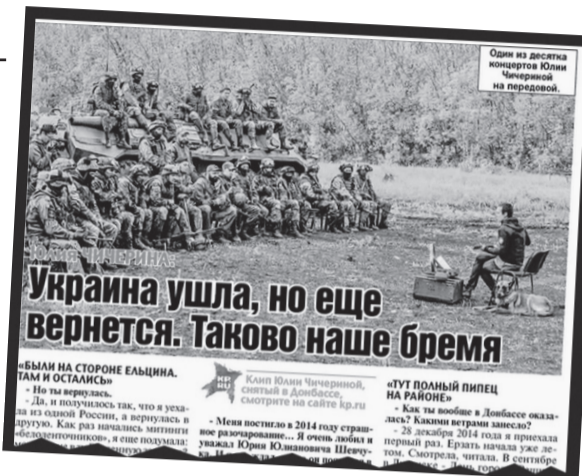 Один из десятка
концертов Юлии
Чичериной
на передовой.
ЮЛИЯ ЧИЧЕРИНА:
Украина ушла, но еще
вернется. Таково наше бремя
«БЫЛИ НА СТОРОНЕ ЕЛЬЦИНА.
ТАМ И ОСТАЛИСЬ»
- Но ты вернулась.
- Да, и получилось так, что я уеха-
ла из одной России, а вернулась в
другую. Как раз начались митинги
«белоленточников», я еще подумала:
Клип Юлии Чичериной,
снятый в Донбассе,
смотрите на сайте kp.ru
- Меня постигло в 2014 году страш-
ное разочарование... Я очень любил и
уважал Юрия Юлиановича Шевчу-
«ТУТ ПОЛНЫЙ ПИПЕЦ
НА РАЙОНЕ»
- Как ты вообще в Донбассе оказа-
лась? Какими ветрами занесло?
- 28 декабря 2014 года я приехала
первый раз. Ерзать начала уже ле-
том. Смотрела, читала. В сентябре